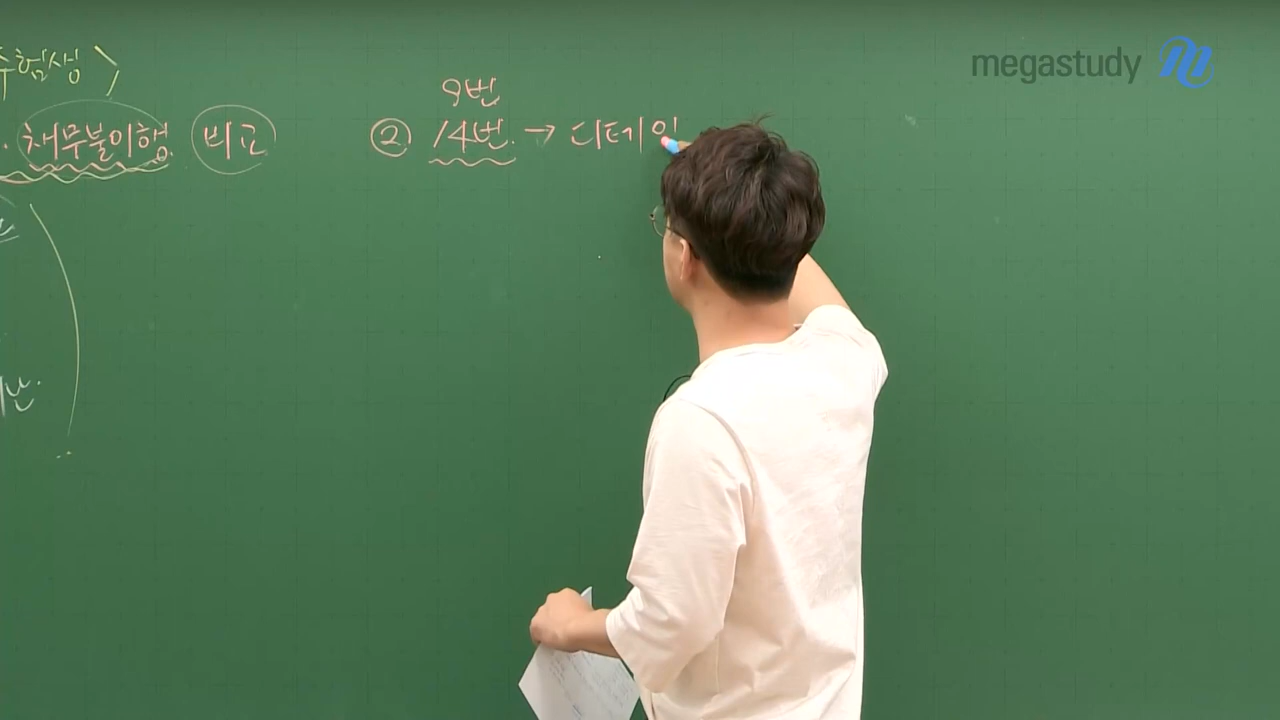 수험생 >
. 채무불이행. 비교
9번
② 14번. → 디테일
megastudy